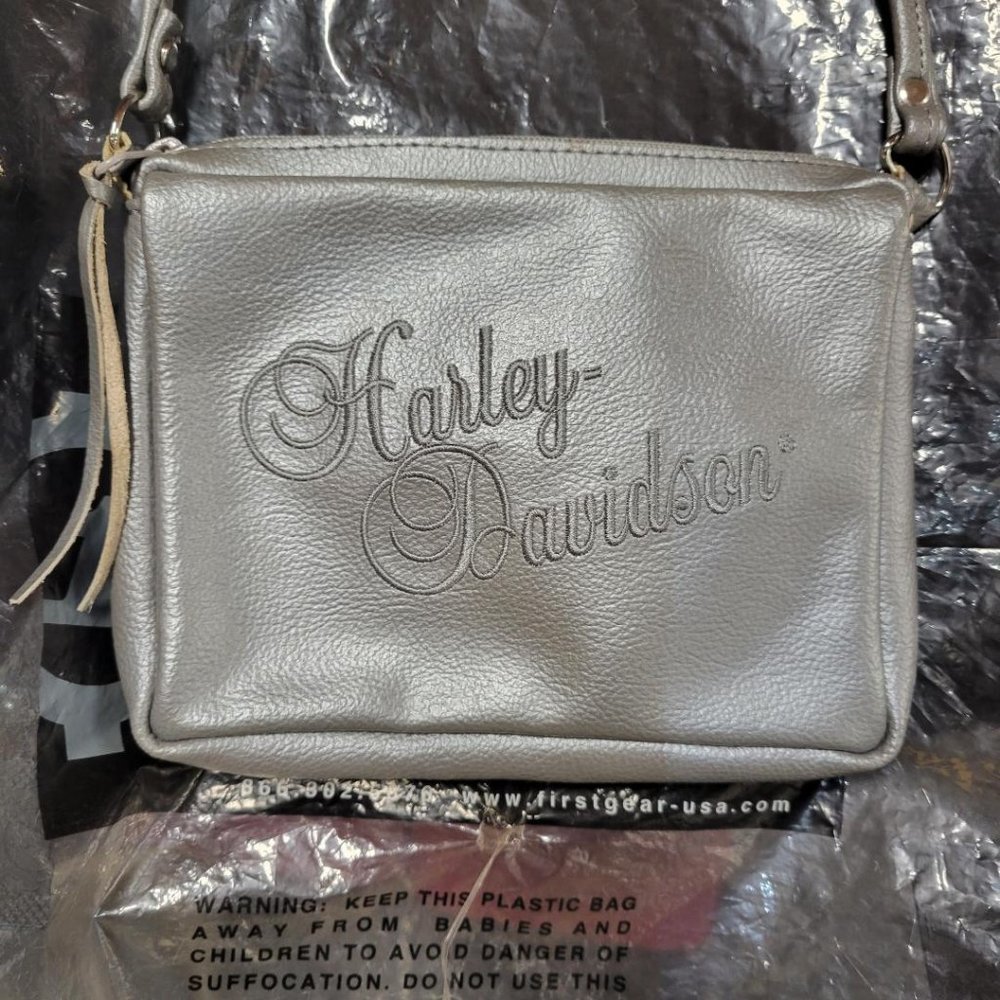 Harley-
Davidson®
www.firstgear-usa.com
WARNING: KEEP THIS PLASTIC BAG
AWAY FROM BABIES AND
CHILDREN TO AVOID DANGER OF
SUFFOCATION. DO NOT USE THIS